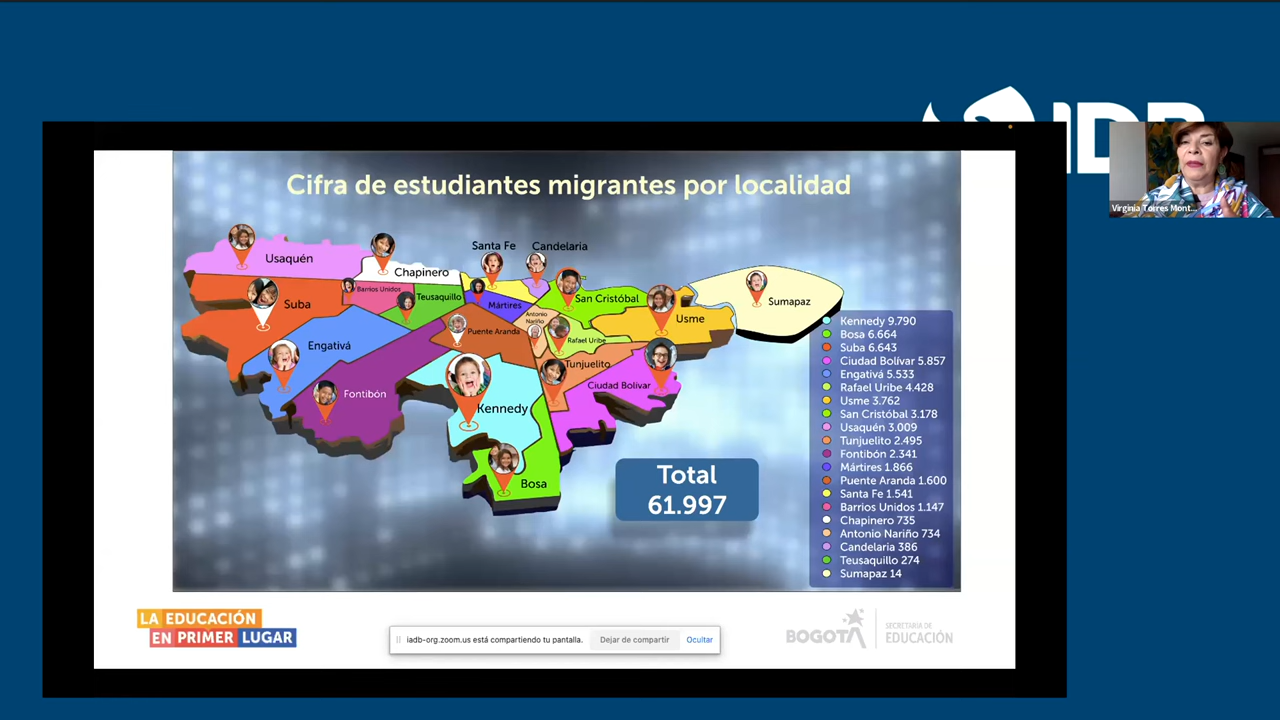 IDB
Virginia Torres Mont...
Cifra de estudiantes migrantes por localidad
Santa Fe
Candelaria
Usaquén
Chapinero
Barrios Unidos
Teusaquillo
Suba
Mártires
San Cristóbal
Sumapaz
Antonio
Nariño
Usme
Puente Aranda
Rafael Uribe
Engativá
Tunjuelito
Ciudad Bolívar
Fontibón
Kennedy
Bosa
Total
61.997
Kennedy 9.790
Bosa 6.664
Suba 6.643
Ciudad Bolívar 5.857
Engativá 5.533
Rafael Uribe 4.428
Usme 3.762
San Cristóbal 3.178
Usaquén 3.009
Tunjuelito 2.495
Fontibón 2.341
Mártires 1.866
Puente Aranda 1.600
Santa Fe 1.541
Barrios Unidos 1.147
Chapinero 735
Antonio Nariño 734
Candelaria 386
Teusaquillo 274
Sumapaz 14
LA EDUCACIÓN
EN PRIMER LUGAR
iadb-org.zoom.us está compartiendo tu pantalla.
Dejar de compartir
Ocultar
BOGOTÁ
SECRETARÍA DE
EDUCACIÓN